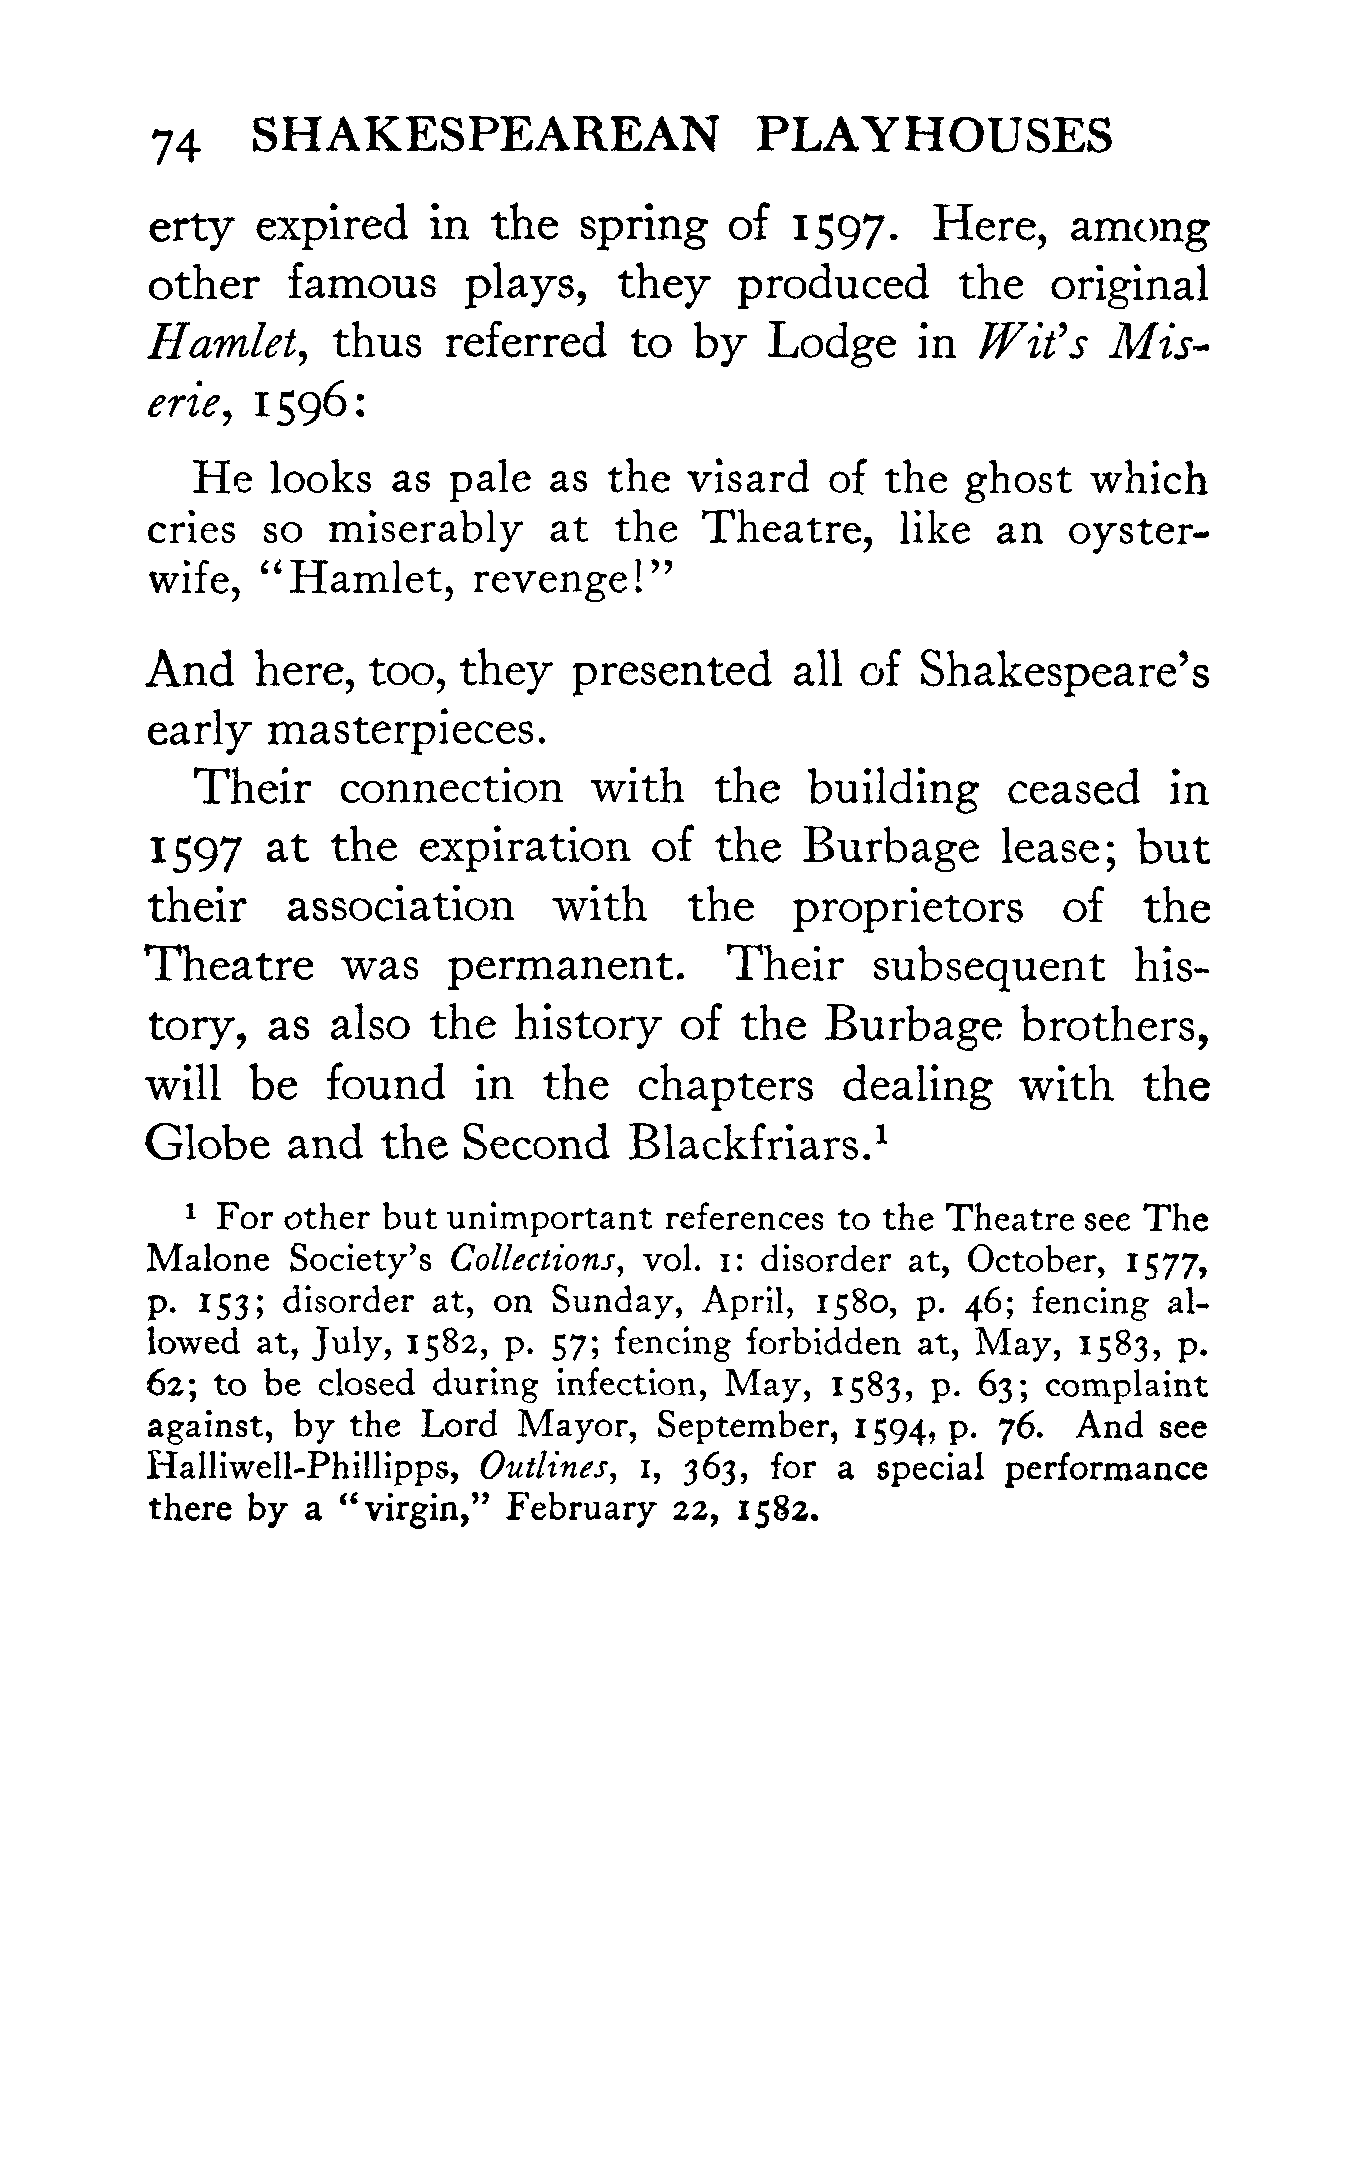 74 SHAKESPEAREAN PLAYHOUSES
erty expired in the spring of 1597. Here, among
other famous plays, they produced the original
Hamlet, thus referred to by Lodge in Wit's Mis-
erie, 1596:
He looks as pale as the visard of the ghost which
cries so miserably at the Theatre, like an oyster-
wife, "Hamlet, revenge!"
And here, too, they presented all of Shakespeare's
early masterpieces.
Their connection with the building ceased in
1597 at the expiration of the Burbage lease; but
their association with the proprietors of the
Theatre was permanent. Their subsequent his-
tory, as also the history of the Burbage brothers,
will be found in the chapters dealing with the
Globe and the Second Blackfriars.¹
¹ For other but unimportant references to the Theatre see The
Malone Society's Collections, vol. I: disorder at, October, 1577,
p. 153; disorder at, on Sunday, April, 1580, p. 46; fencing al-
lowed at, July, 1582, p. 57; fencing forbidden at, May, 1583, p.
62; to be closed during infection, May, 1583, p. 63; complaint
against, by the Lord Mayor, September, 1594, p. 76. And see
Halliwell-Phillipps, Outlines, I, 363, for a special performance
there by a "virgin," February 22, 1582.